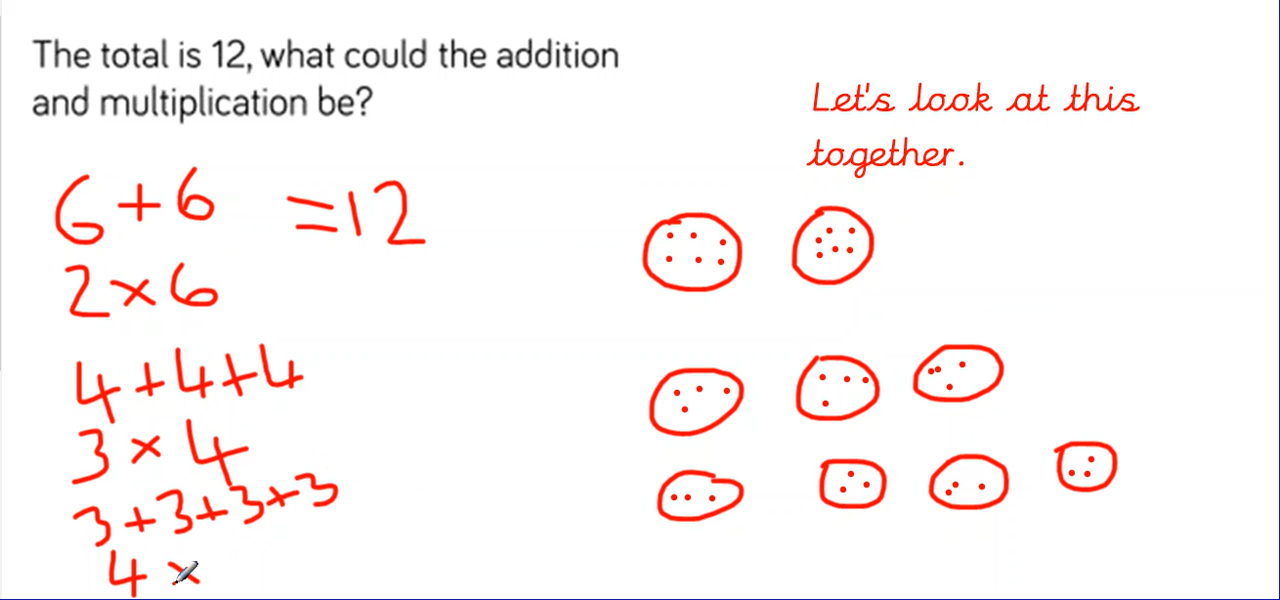 The total is 12, what could the addition
and multiplication be?
Let's look at this
together.
6+6 =12
2×6
4+4+4
3×4
3+3+3+3
4×